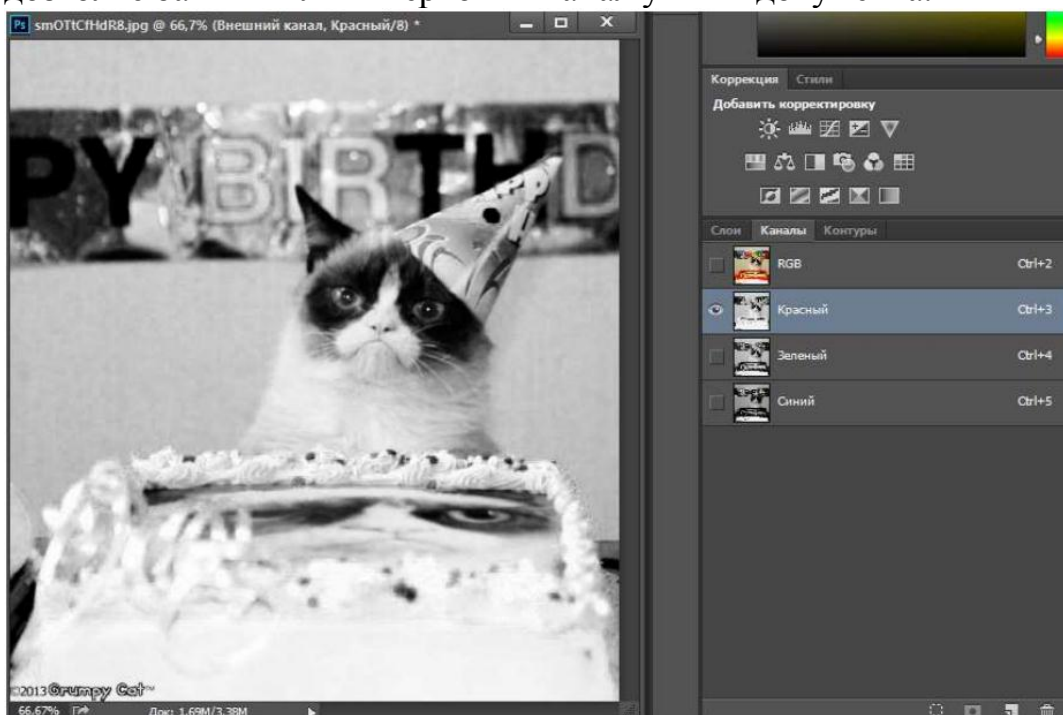 Ps smOTtCfHdR8.jpg @ 66,7% (Внешний канал, Красный/8) *
PY BIRTHD
©2013 Grumpy Cat™
66,67% Док: 1,69M/3,38M
Коррекция Стили
Добавить корректировку
Слои Каналы Контуры
RGB Ctrl+2
Красный Ctrl+3
Зеленый Ctrl+4
Синий Ctrl+5